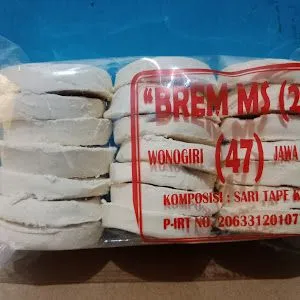 "BREM MS (2
WONOGIRI (47) JAWA
KOMPOSISI : SARI TAPE K
P-IRT NO. 20633120107